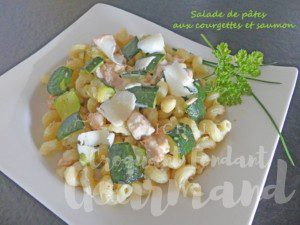 Salade de pâtes
aux courgettes et saumon
Croquant Fondant
Gourmand